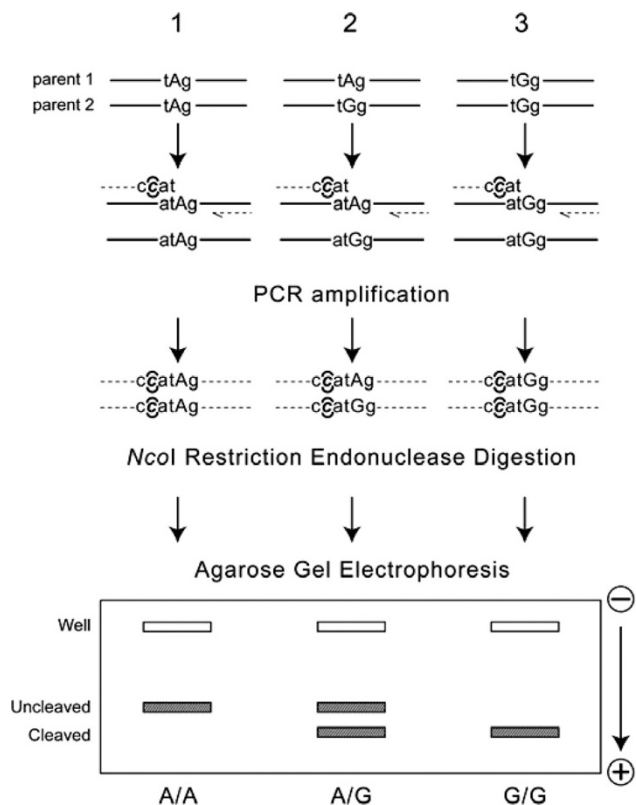 1 2 3
parent 1 tAg tAg tGg
parent 2 tAg tGg tGg
ccat ccat ccat
atAg atAg atGg
atAg atGg atGg
PCR amplification
ccatAg ccatAg ccatGg
ccatAg ccatGg ccatGg
NcoI Restriction Endonuclease Digestion
Agarose Gel Electrophoresis
−
Well
Uncleaved
Cleaved
+
A/A A/G G/G